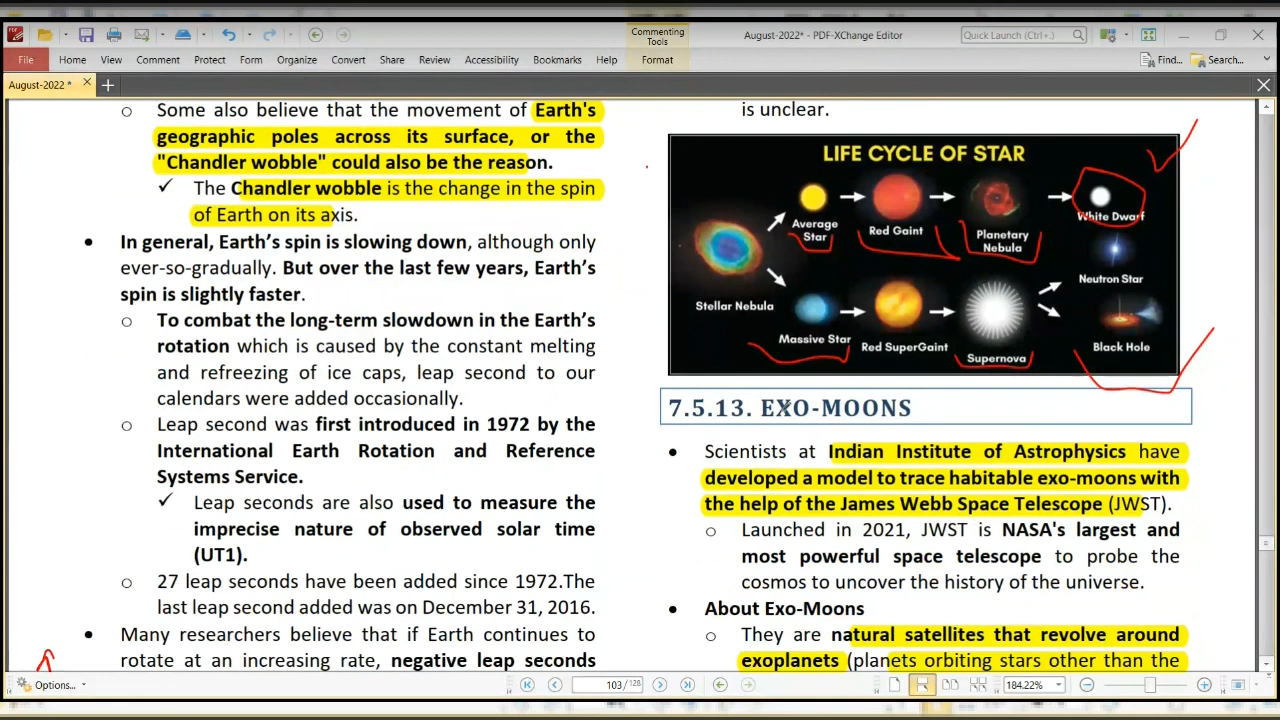 Commenting
Tools
August-2022* - PDF-XChange Editor
Quick Launch (Ctrl+.)
File
Home
View
Comment
Protect
Form
Organize
Convert
Share
Review
Accessibility
Bookmarks
Help
Format
Find...
Search...
August-2022 *
o Some also believe that the movement of Earth's
geographic poles across its surface, or the
"Chandler wobble" could also be the reason.
✓ The Chandler wobble is the change in the spin
of Earth on its axis.
• In general, Earth’s spin is slowing down, although only
ever-so-gradually. But over the last few years, Earth’s
spin is slightly faster.
o To combat the long-term slowdown in the Earth’s
rotation which is caused by the constant melting
and refreezing of ice caps, leap second to our
calendars were added occasionally.
o Leap second was first introduced in 1972 by the
International Earth Rotation and Reference
Systems Service.
✓ Leap seconds are also used to measure the
imprecise nature of observed solar time
(UT1).
o 27 leap seconds have been added since 1972.The
last leap second added was on December 31, 2016.
• Many researchers believe that if Earth continues to
rotate at an increasing rate, negative leap seconds
is unclear.
LIFE CYCLE OF STAR
Average
Star
Red Gaint
Planetary
Nebula
White Dwarf
Stellar Nebula
Neutron Star
Massive Star
Red SuperGaint
Supernova
Black Hole
7.5.13. EXO-MOONS
• Scientists at Indian Institute of Astrophysics have
developed a model to trace habitable exo-moons with
the help of the James Webb Space Telescope (JWST).
o Launched in 2021, JWST is NASA's largest and
most powerful space telescope to probe the
cosmos to uncover the history of the universe.
• About Exo-Moons
o They are natural satellites that revolve around
exoplanets (planets orbiting stars other than the
Options...
103 / 128
184.22%